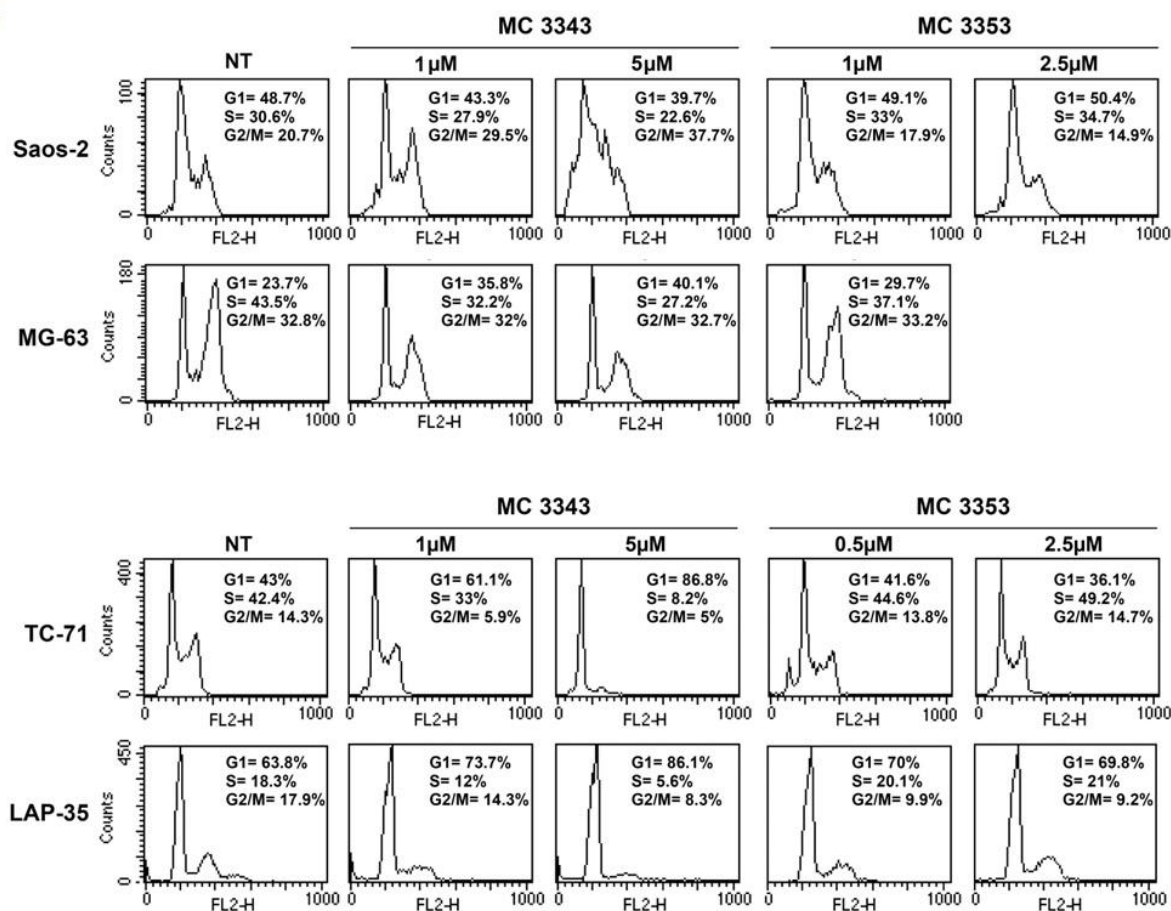 MC 3343 MC 3353
NT 1µM 5µM 1µM 2.5µM
Saos-2
Counts
100
0
G1= 48.7%
S= 30.6%
G2/M= 20.7%
0 1000
FL2-H
G1= 43.3%
S= 27.9%
G2/M= 29.5%
0 1000
FL2-H
G1= 39.7%
S= 22.6%
G2/M= 37.7%
0 1000
FL2-H
G1= 49.1%
S= 33%
G2/M= 17.9%
0 1000
FL2-H
G1= 50.4%
S= 34.7%
G2/M= 14.9%
0 1000
FL2-H
MG-63
Counts
180
0
G1= 23.7%
S= 43.5%
G2/M= 32.8%
0 1000
FL2-H
G1= 35.8%
S= 32.2%
G2/M= 32%
0 1000
FL2-H
G1= 40.1%
S= 27.2%
G2/M= 32.7%
0 1000
FL2-H
G1= 29.7%
S= 37.1%
G2/M= 33.2%
0 1000
FL2-H
MC 3343 MC 3353
NT 1µM 5µM 0.5µM 2.5µM
TC-71
Counts
400
0
G1= 43%
S= 42.4%
G2/M= 14.3%
0 1000
FL2-H
G1= 61.1%
S= 33%
G2/M= 5.9%
0 1000
FL2-H
G1= 86.8%
S= 8.2%
G2/M= 5%
0 1000
FL2-H
G1= 41.6%
S= 44.6%
G2/M= 13.8%
0 1000
FL2-H
G1= 36.1%
S= 49.2%
G2/M= 14.7%
0 1000
FL2-H
LAP-35
Counts
450
0
G1= 63.8%
S= 18.3%
G2/M= 17.9%
0 1000
FL2-H
G1= 73.7%
S= 12%
G2/M= 14.3%
0 1000
FL2-H
G1= 86.1%
S= 5.6%
G2/M= 8.3%
0 1000
FL2-H
G1= 70%
S= 20.1%
G2/M= 9.9%
0 1000
FL2-H
G1= 69.8%
S= 21%
G2/M= 9.2%
0 1000
FL2-H